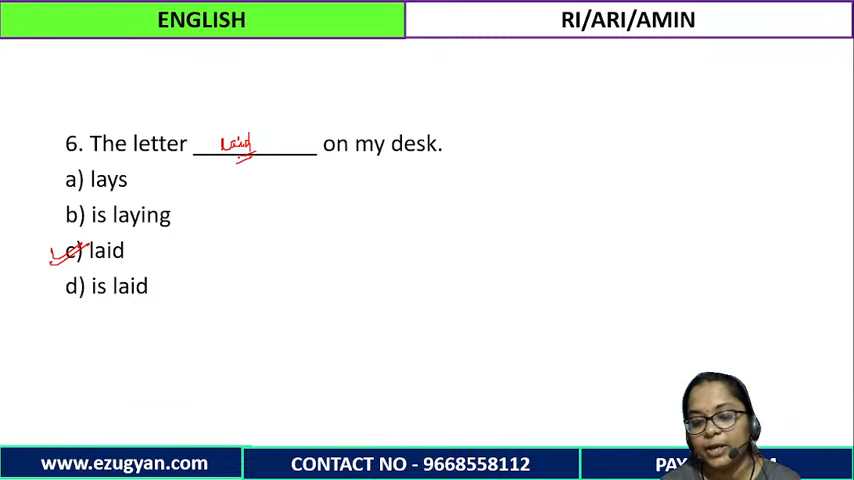 ENGLISH
RI/ARI/AMIN
6. The letter laid on my desk.
a) lays
b) is laying
c) laid
d) is laid
www.ezugyan.com
CONTACT NO - 9668558112